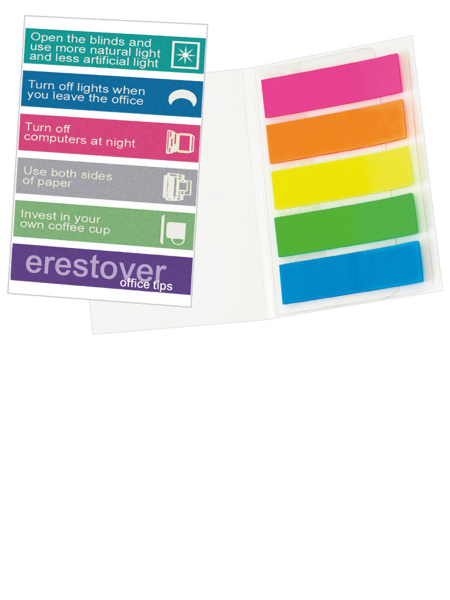 Open the blinds and
use more natural light
and less artificial light
Turn off lights when
you leave the office
Turn off
computers at night
Use both sides
of paper
Invest in your
own coffee cup
erestover
office tips